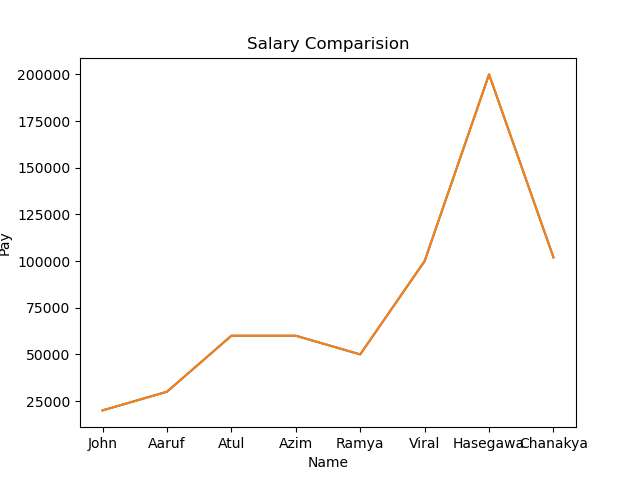 Salary Comparision
200000
175000
150000
125000
100000
75000
50000
25000
Pay
John Aaruf Atul Azim Ramya Viral Hasegawa Chanakya
Name